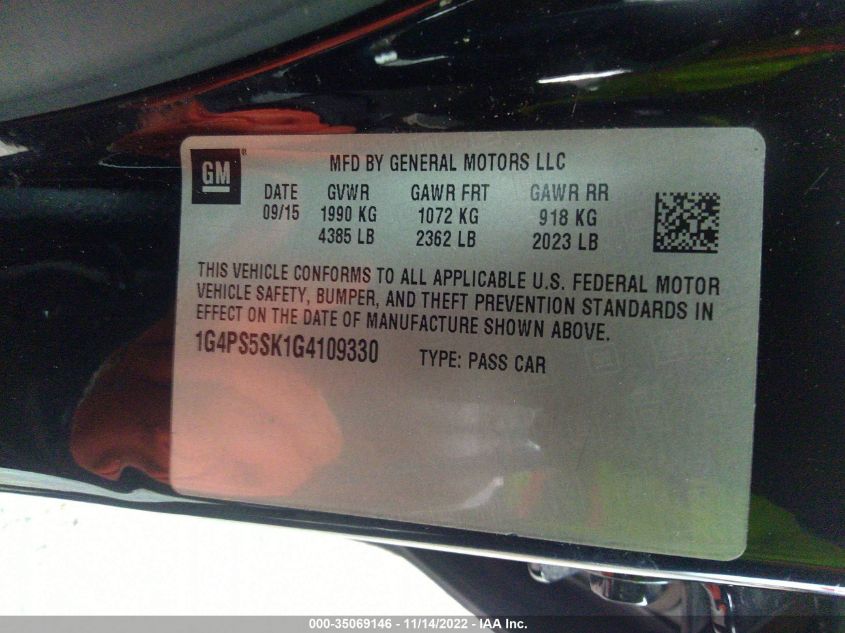 GM ®
MFD BY GENERAL MOTORS LLC
DATE GVWR GAWR FRT GAWR RR
09/15 1990 KG 1072 KG 918 KG
4385 LB 2362 LB 2023 LB
THIS VEHICLE CONFORMS TO ALL APPLICABLE U.S. FEDERAL MOTOR
VEHICLE SAFETY, BUMPER, AND THEFT PREVENTION STANDARDS IN
EFFECT ON THE DATE OF MANUFACTURE SHOWN ABOVE.
1G4PS5SK1G4109330 TYPE: PASS CAR
000-35069146 - 11/14/2022 - IAA Inc.